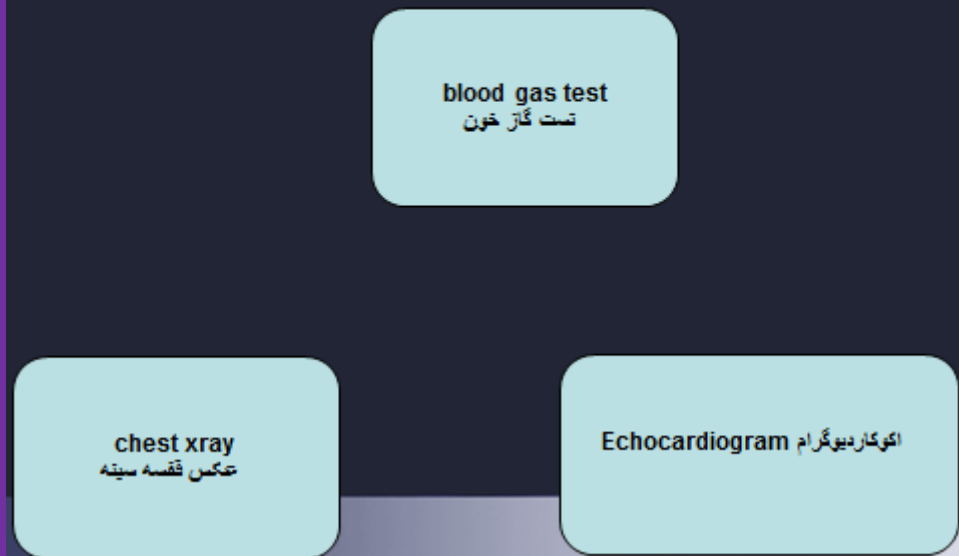 blood gas test
تست گاز خون
chest xray
عکس قفسه سینه
Echocardiogram اکوکاردیوگرام